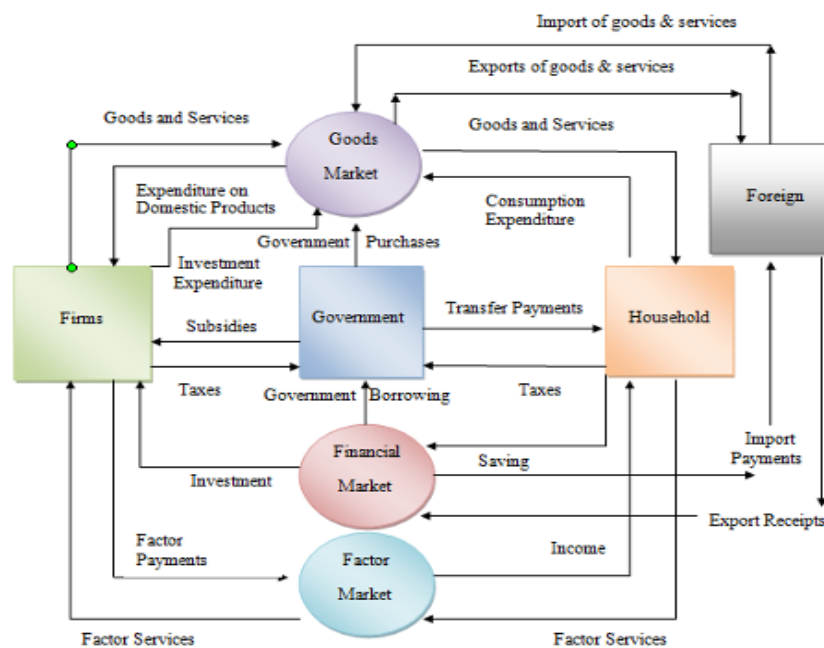 Import of goods & services
Exports of goods & services
Goods and Services
Goods and Services
Goods
Market
Foreign
Expenditure on
Domestic Products
Consumption
Expenditure
Government Purchases
Investment
Expenditure
Firms
Government
Household
Transfer Payments
Subsidies
Taxes
Government Borrowing
Taxes
Financial
Market
Saving
Import
Payments
Investment
Export Receipts
Factor
Payments
Factor
Market
Income
Factor Services
Factor Services